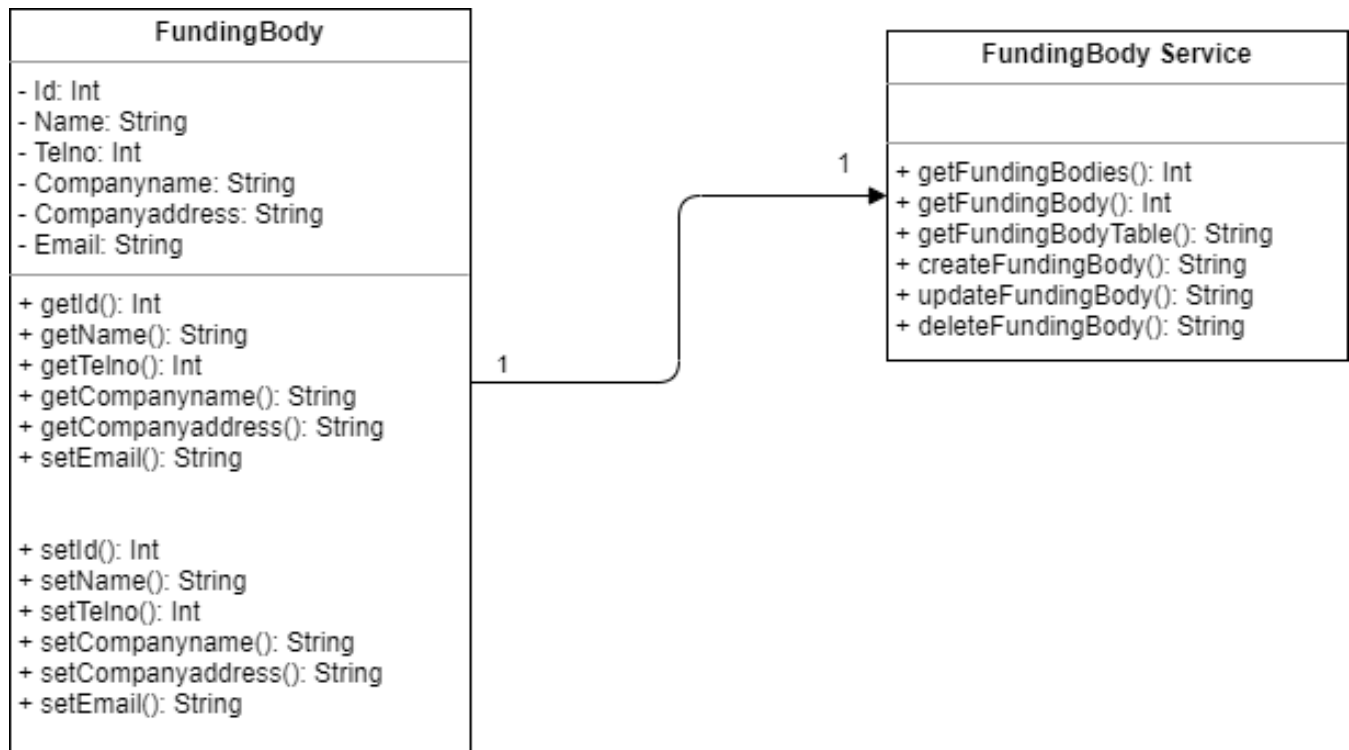 FundingBody
- Id: Int
- Name: String
- Telno: Int
- Companyname: String
- Companyaddress: String
- Email: String
+ getId(): Int
+ getName(): String
+ getTelno(): Int
+ getCompanyname(): String
+ getCompanyaddress(): String
+ setEmail(): String
+ setId(): Int
+ setName(): String
+ setTelno(): Int
+ setCompanyname(): String
+ setCompanyaddress(): String
+ setEmail(): String
1
1
FundingBody Service
+ getFundingBodies(): Int
+ getFundingBody(): Int
+ getFundingBodyTable(): String
+ createFundingBody(): String
+ updateFundingBody(): String
+ deleteFundingBody(): String